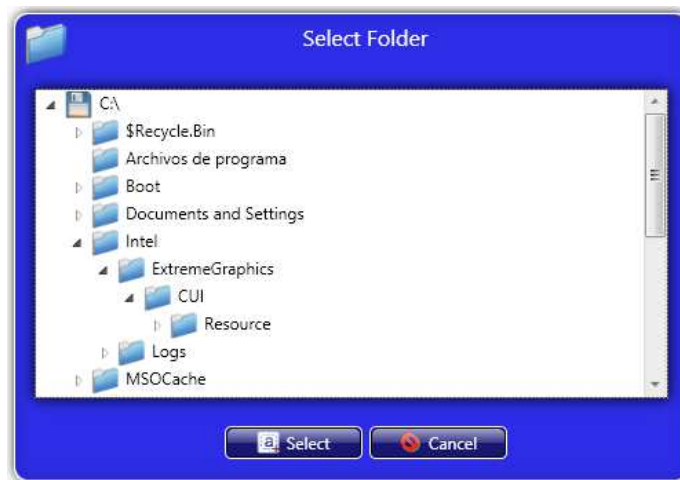 Select Folder
C:\
$Recycle.Bin
Archivos de programa
Boot
Documents and Settings
Intel
ExtremeGraphics
CUI
Resource
Logs
MSOCache
Select
Cancel